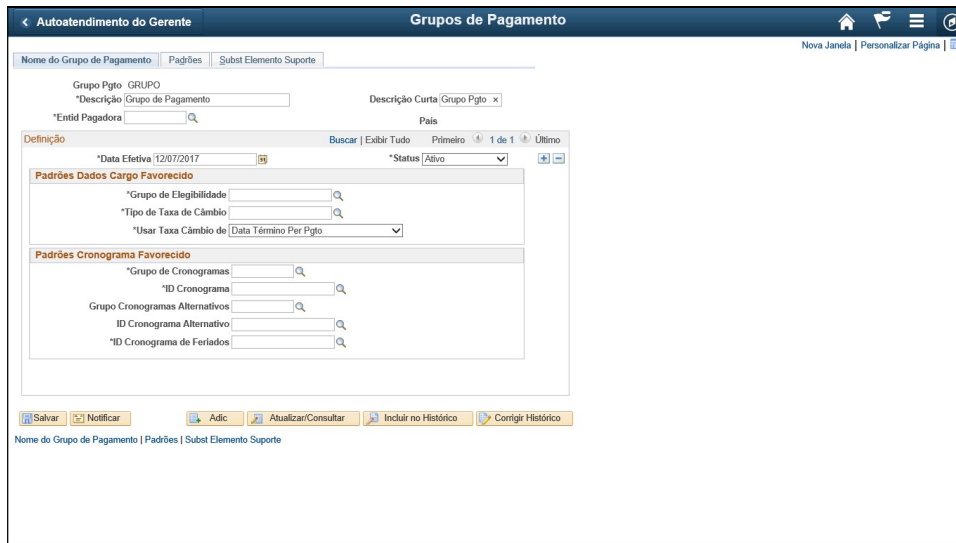 Autoatendimento do Gerente
Grupos de Pagamento
Nova Janela | Personalizar Página |
Nome do Grupo de Pagamento
Padrões
Subst Elemento Suporte
Grupo Pgto GRUPO
*Descrição Grupo de Pagamento
Descrição Curta Grupo Pgto ×
*Entid Pagadora
País
Definição
Buscar | Exibir Tudo Primeiro 1 de 1 Último
*Data Efetiva 12/07/2017
*Status Ativo
Padrões Dados Cargo Favorecido
*Grupo de Elegibilidade
*Tipo de Taxa de Câmbio
*Usar Taxa Câmbio de Data Término Per Pgto
Padrões Cronograma Favorecido
*Grupo de Cronogramas
*ID Cronograma
Grupo Cronogramas Alternativos
ID Cronograma Alternativo
*ID Cronograma de Feriados
Salvar
Notificar
Adic
Atualizar/Consultar
Incluir no Histórico
Corrigir Histórico
Nome do Grupo de Pagamento | Padrões | Subst Elemento Suporte